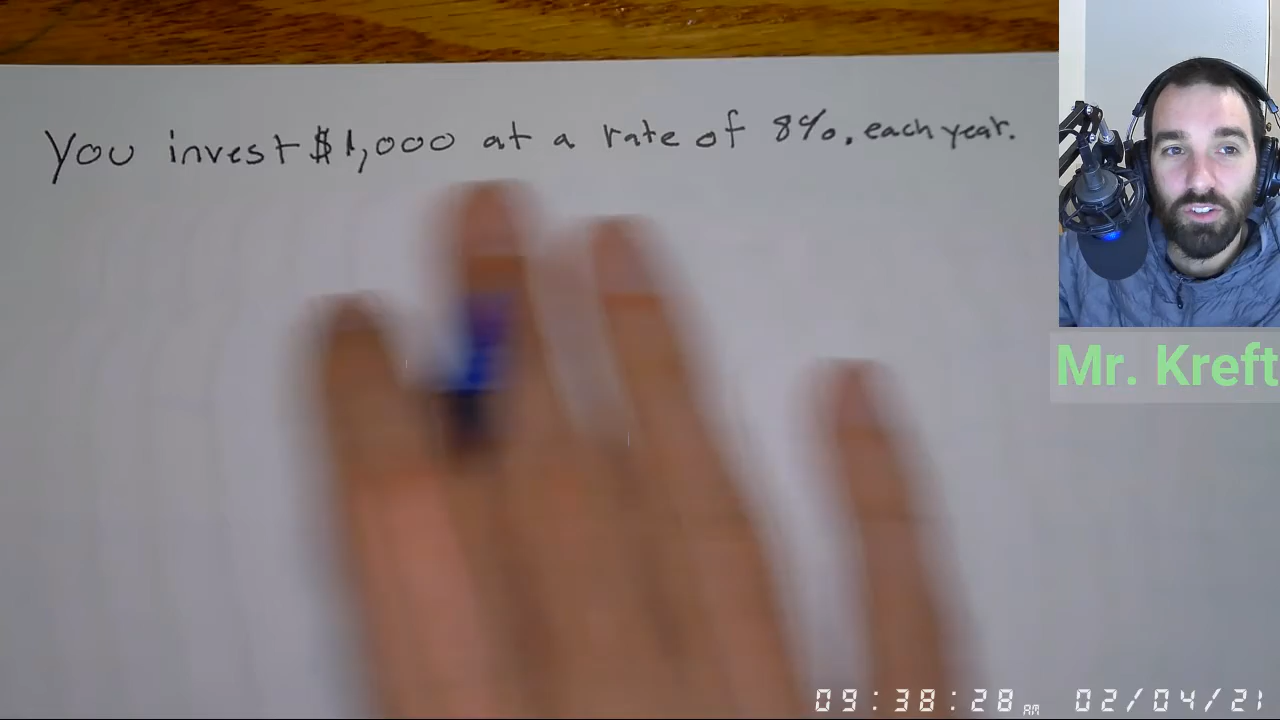 You invest $1,000 at a rate of 8%, each year.
Mr. Kreft
09:38:28 AM 02/04/21